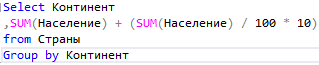 Select Континент
,SUM(Население) + (SUM(Население) / 100 * 10)
from Страны
Group by Континент